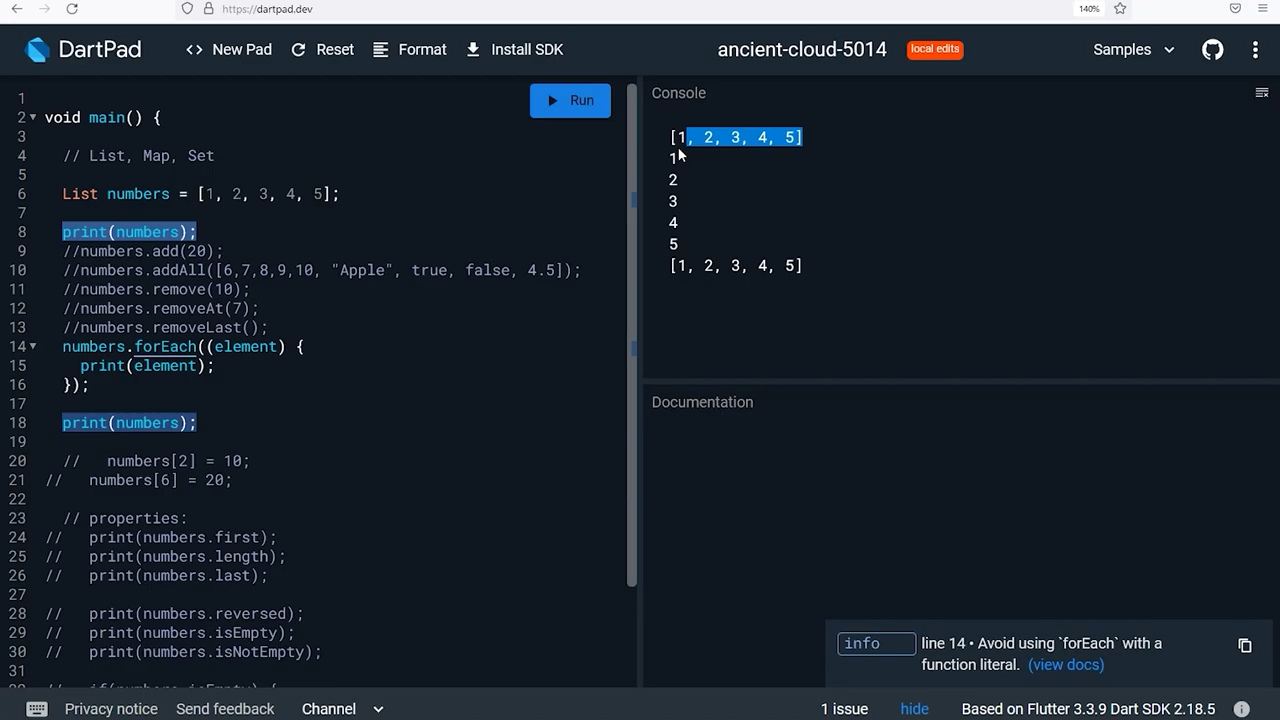 https://dartpad.dev
140%
DartPad
<> New Pad
Reset
Format
Install SDK
ancient-cloud-5014
local edits
Samples
1
2 void main() {
3
4 // List, Map, Set
5
6 List numbers = [1, 2, 3, 4, 5];
7
8 print(numbers);
9 //numbers.add(20);
10 //numbers.addAll([6,7,8,9,10, "Apple", true, false, 4.5]);
11 //numbers.remove(10);
12 //numbers.removeAt(7);
13 //numbers.removeLast();
14 numbers.forEach((element) {
15 print(element);
16 });
17
18 print(numbers);
19
20 //   numbers[2] = 10;
21 //   numbers[6] = 20;
22
23 // properties:
24 //   print(numbers.first);
25 //   print(numbers.length);
26 //   print(numbers.last);
27
28 //   print(numbers.reversed);
29 //   print(numbers.isEmpty);
30 //   print(numbers.isNotEmpty);
31
//   if(numbers.isEmpty) {
Run
Console
[1, 2, 3, 4, 5]
1
2
3
4
5
[1, 2, 3, 4, 5]
Documentation
info
line 14 • Avoid using `forEach` with a
function literal. (view docs)
Privacy notice
Send feedback
Channel
1 issue
hide
Based on Flutter 3.3.9 Dart SDK 2.18.5